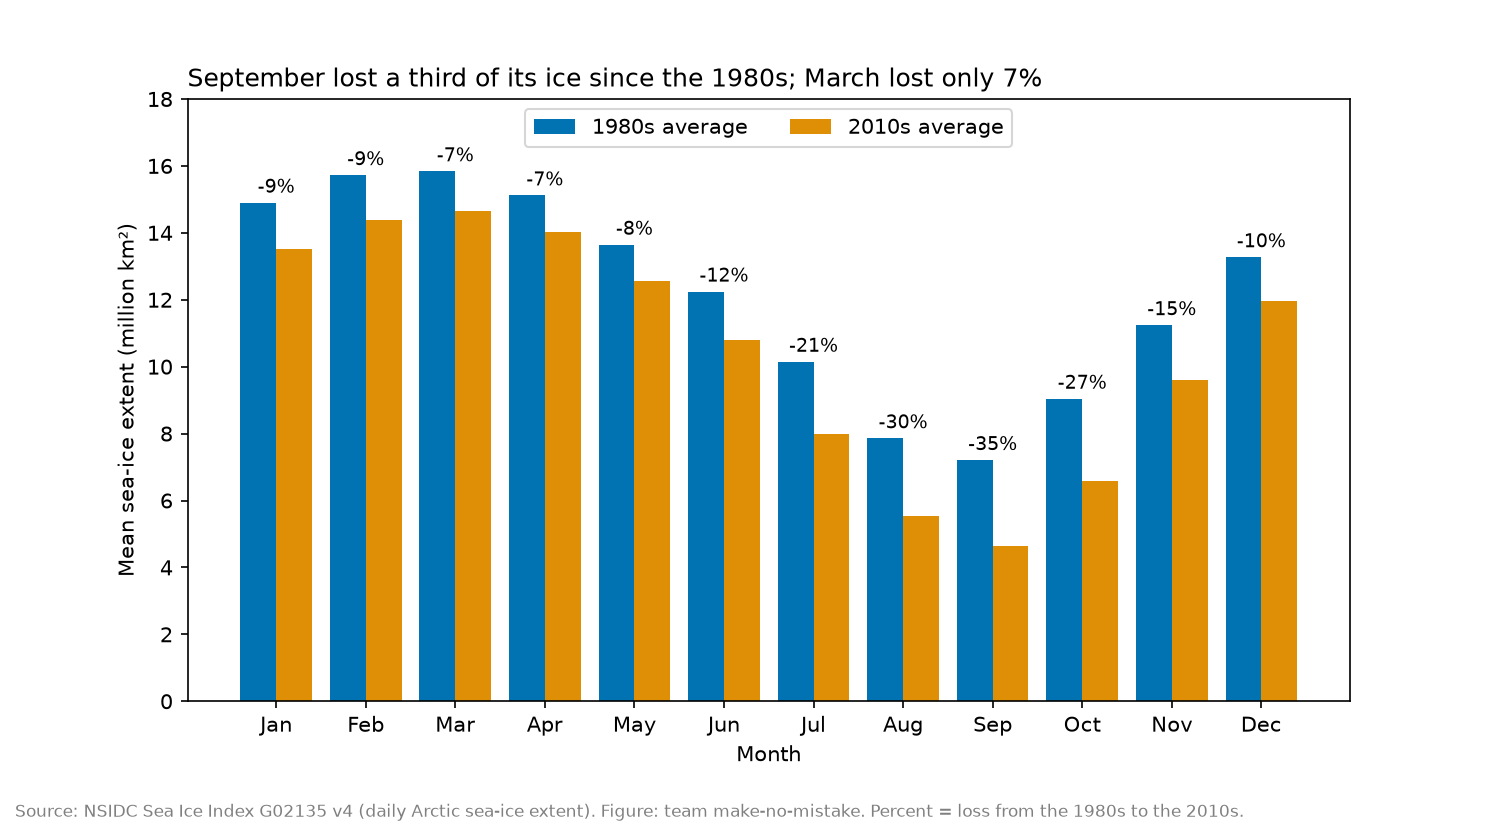 September lost a third of its ice since the 1980s; March lost only 7%
1980s average
2010s average
Mean sea-ice extent (million km²)
18
16
14
12
10
8
6
4
2
0
-9%
-9%
-7%
-7%
-8%
-12%
-21%
-30%
-35%
-27%
-15%
-10%
Jan
Feb
Mar
Apr
May
Jun
Jul
Aug
Sep
Oct
Nov
Dec
Month
Source: NSIDC Sea Ice Index G02135 v4 (daily Arctic sea-ice extent). Figure: team make-no-mistake. Percent = loss from the 1980s to the 2010s.